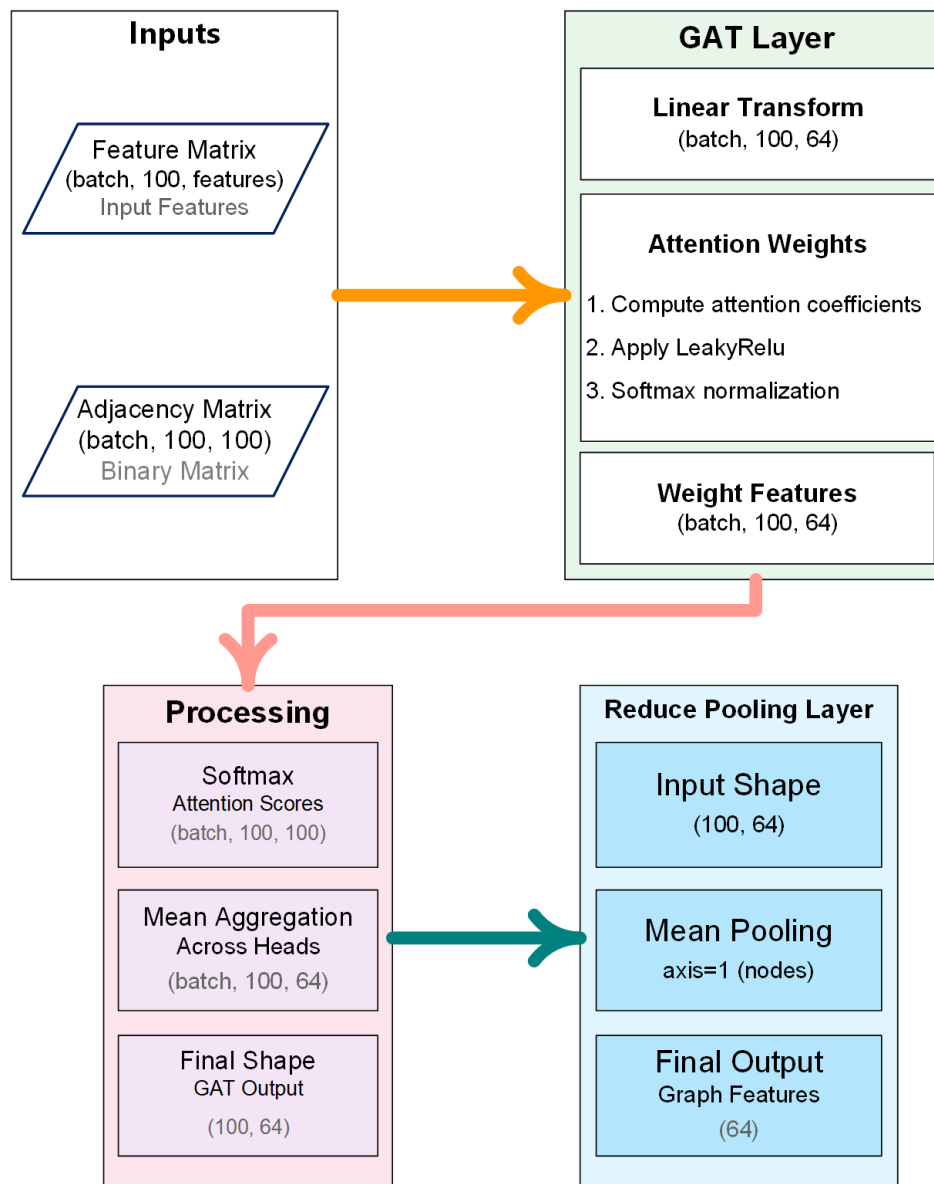 Inputs
Feature Matrix
(batch, 100, features)
Input Features
Adjacency Matrix
(batch, 100, 100)
Binary Matrix
GAT Layer
Linear Transform
(batch, 100, 64)
Attention Weights
1. Compute attention coefficients
2. Apply LeakyRelu
3. Softmax normalization
Weight Features
(batch, 100, 64)
Processing
Softmax
Attention Scores
(batch, 100, 100)
Mean Aggregation
Across Heads
(batch, 100, 64)
Final Shape
GAT Output
(100, 64)
Reduce Pooling Layer
Input Shape
(100, 64)
Mean Pooling
axis=1 (nodes)
Final Output
Graph Features
(64)